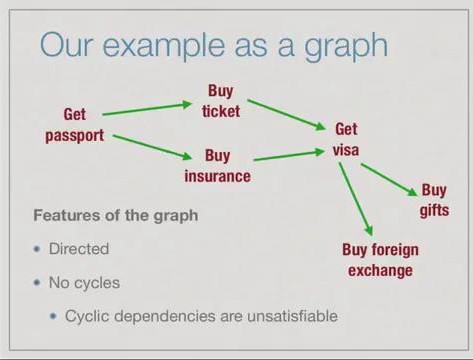 Our example as a graph
Get
passport
Buy
ticket
Buy
insurance
Get
visa
Buy
gifts
Buy foreign
exchange
Features of the graph
Directed
No cycles
Cyclic dependencies are unsatisfiable